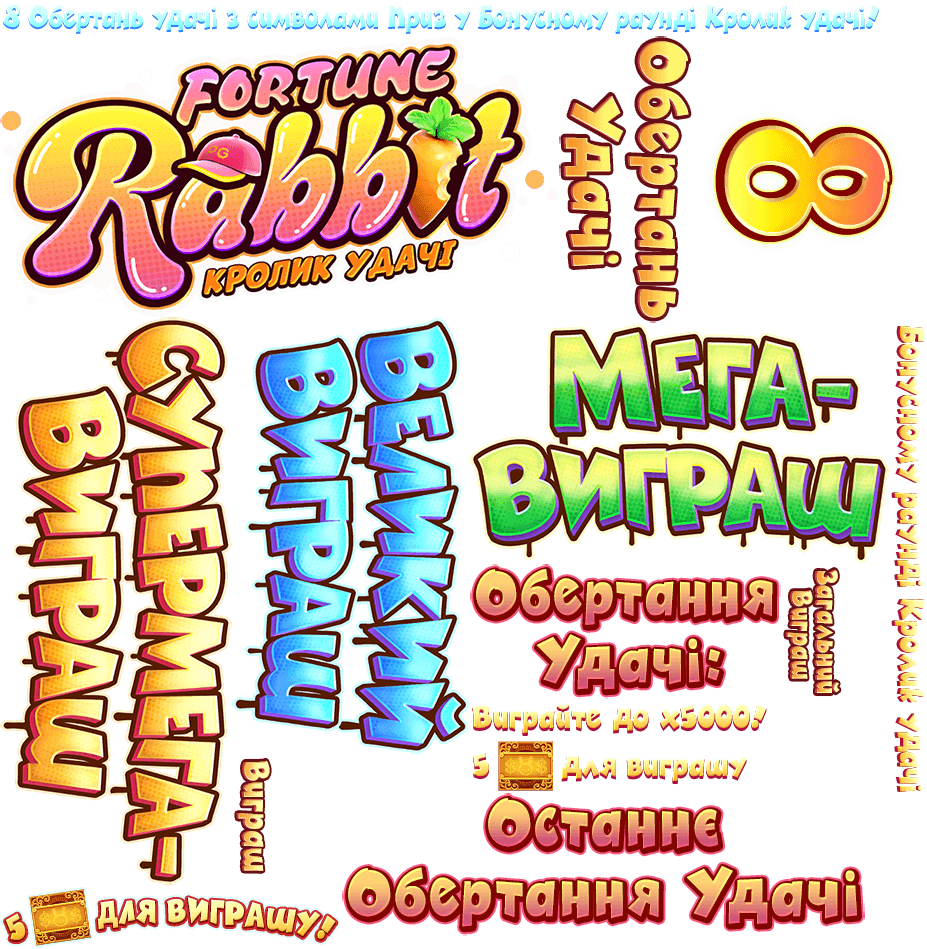 8 Обертань удачі з символами Приз у Бонусному раунді Кролик удачі!
FORTUNE
Rabbit
PG
КРОЛИК УДАЧІ
Обертань
Удачі
8
Супермега-
Виграш
Великий
Виграш
Мега-
Виграш
Бонусному раунді Кролик удачі
Обертання
Удачі:
Загальний
Виграш
Виграйте до x5000!
5 для виграшу
Виграш
Останнє
Обертання Удачі
5 для виграшу!